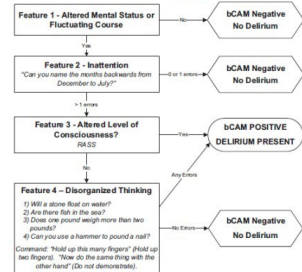 Feature 1 - Altered Mental Status or
Fluctuating Course
No
bCAM Negative
No Delirium
Yes
Feature 2 - Inattention
"Can you name the months backwards from
December to July?"
0 or 1 errors
bCAM Negative
No Delirium
> 1 errors
Feature 3 - Altered Level of
Consciousness?
RASS
Yes
bCAM POSITIVE
DELIRIUM PRESENT
No
Any Errors
Feature 4 – Disorganized Thinking
1) Will a stone float on water?
2) Are there fish in the sea?
3) Does one pound weigh more than two
pounds?
4) Can you use a hammer to pound a nail?
Command: "Hold up this many fingers" (Hold up
two fingers). "Now do the same thing with the
other hand" (Do not demonstrate).
No Errors
bCAM Negative
No Delirium